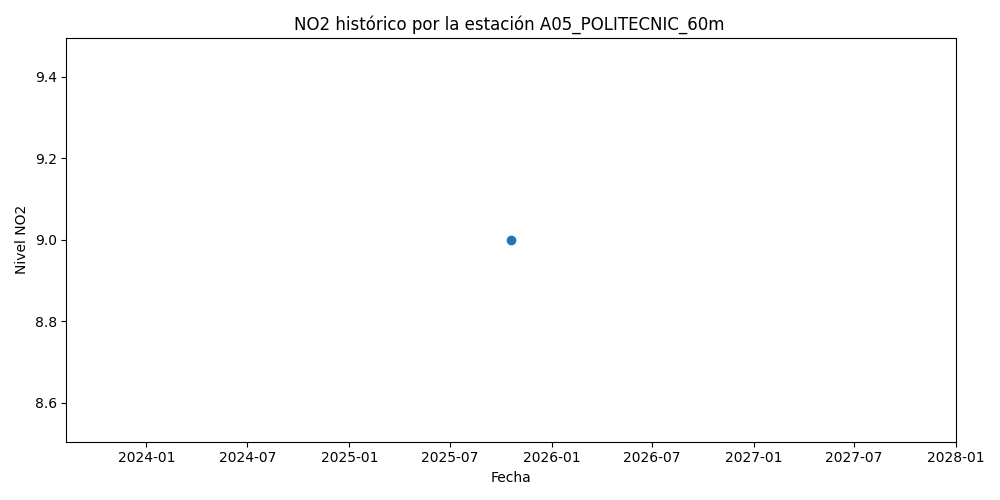 NO2 histórico por la estación A05_POLITECNIC_60m
9.4
9.2
9.0
8.8
8.6
Nivel NO2
2024-01 2024-07 2025-01 2025-07 2026-01 2026-07 2027-01 2027-07 2028-01
Fecha